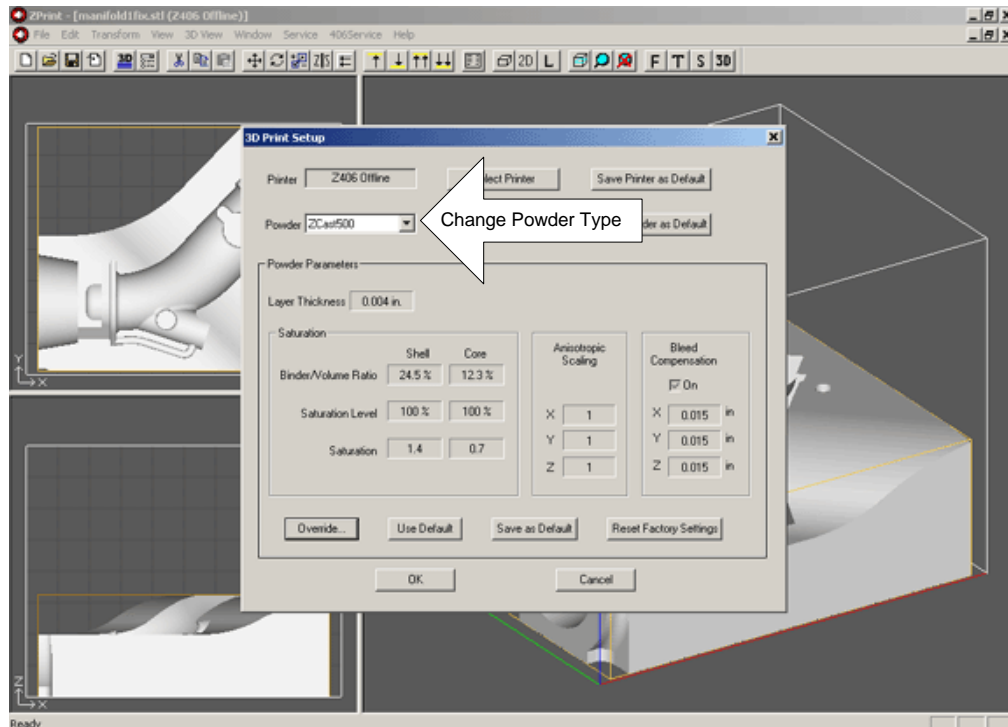 ZPrint - [manifold1fix.stl (Z406 Offline)]
File Edit Transform View 3D View Window Service 406Service Help
2D L F T S 3D
3D Print Setup
Printer Z406 Offline Printer Save Printer as Default
Powder ZCast500 Change Powder Type as Default
Powder Parameters
Layer Thickness 0.004 in.
Saturation
Shell Core
Binder/Volume Ratio 24.5 % 12.3 %
Saturation Level 100 % 100 %
Saturation 1.4 0.7
Anisotropic
Scaling
X 1
Y 1
Z 1
Bleed
Compensation
On
X 0.015 in
Y 0.015 in
Z 0.015 in
Override... Use Default Save as Default Reset Factory Settings
OK Cancel
Y
X
Z
X
Ready